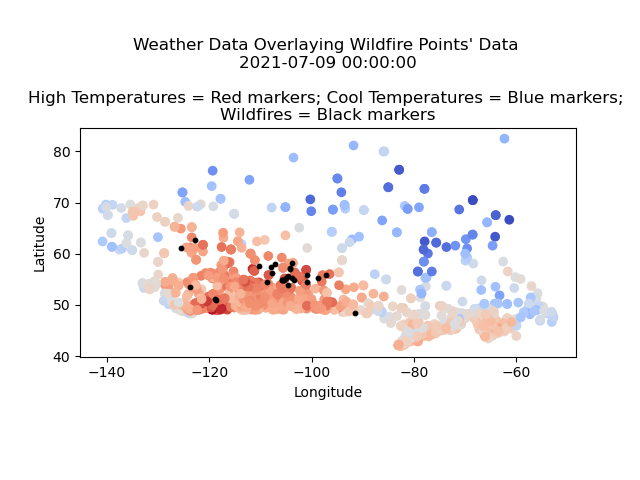 Weather Data Overlaying Wildfire Points' Data
2021-07-09 00:00:00
High Temperatures = Red markers; Cool Temperatures = Blue markers;
Wildfires = Black markers
80
70
60
50
40
Latitude
−140 −120 −100 −80 −60
Longitude